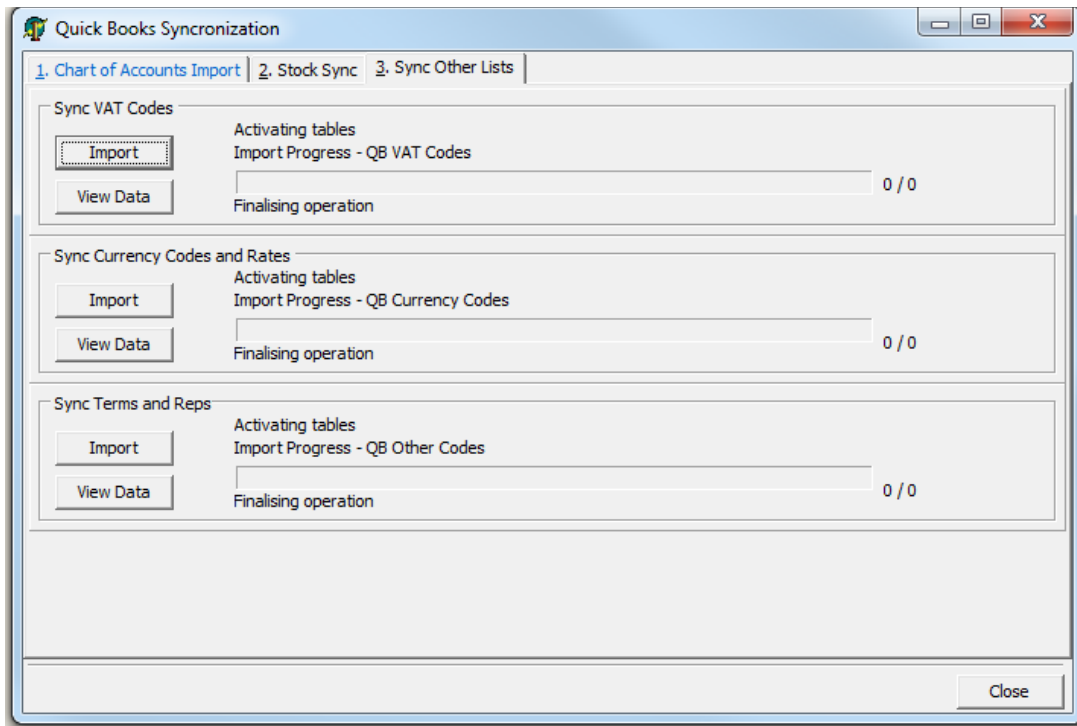 Quick Books Syncronization
1. Chart of Accounts Import 2. Stock Sync 3. Sync Other Lists
Sync VAT Codes
Activating tables
Import Import Progress - QB VAT Codes
View Data 0 / 0
Finalising operation
Sync Currency Codes and Rates
Activating tables
Import Import Progress - QB Currency Codes
View Data 0 / 0
Finalising operation
Sync Terms and Reps
Activating tables
Import Import Progress - QB Other Codes
View Data 0 / 0
Finalising operation
Close